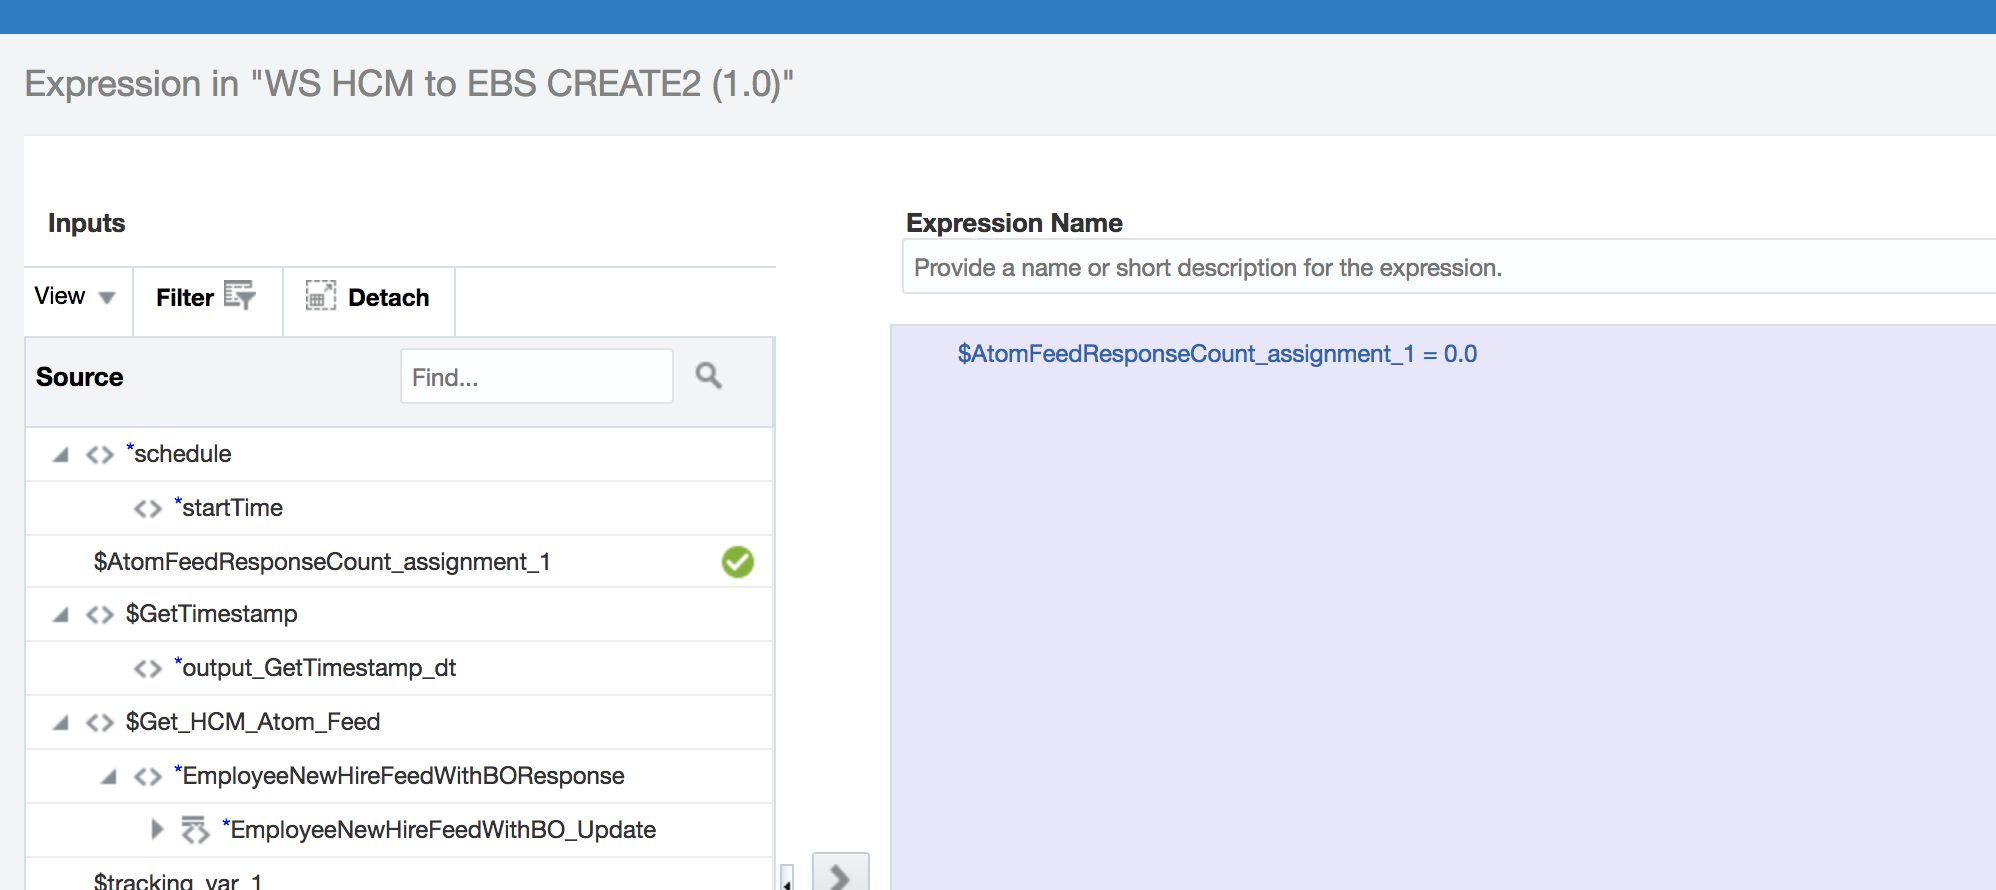 Expression in "WS HCM to EBS CREATE2 (1.0)"
Inputs
View
Filter
Detach
Source
Find...
*schedule
*startTime
$AtomFeedResponseCount_assignment_1
$GetTimestamp
*output_GetTimestamp_dt
$Get_HCM_Atom_Feed
*EmployeeNewHireFeedWithBOResponse
*EmployeeNewHireFeedWithBO_Update
$tracking_var_1
Expression Name
Provide a name or short description for the expression.
$AtomFeedResponseCount_assignment_1 = 0.0